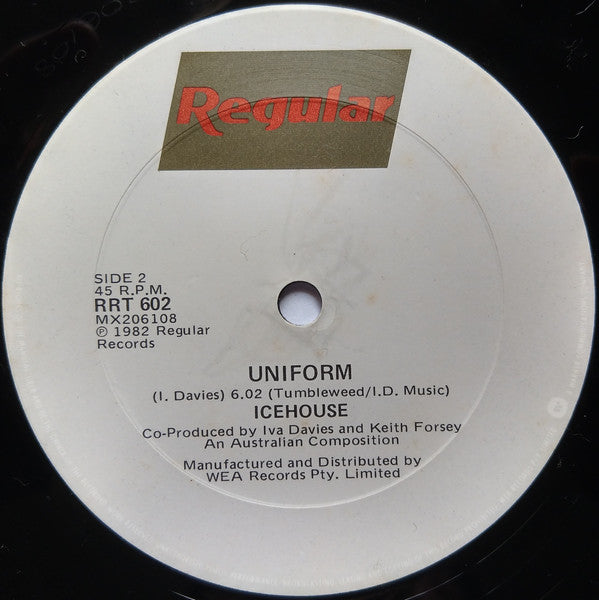 Regular
SIDE 2
45 R.P.M.
RRT 602
MX206108
℗ 1982 Regular
Records
UNIFORM
(I. Davies) 6.02 (Tumbleweed/I.D. Music)
ICEHOUSE
Co-Produced by Iva Davies and Keith Forsey
An Australian Composition
Manufactured and Distributed by
WEA Records Pty. Limited